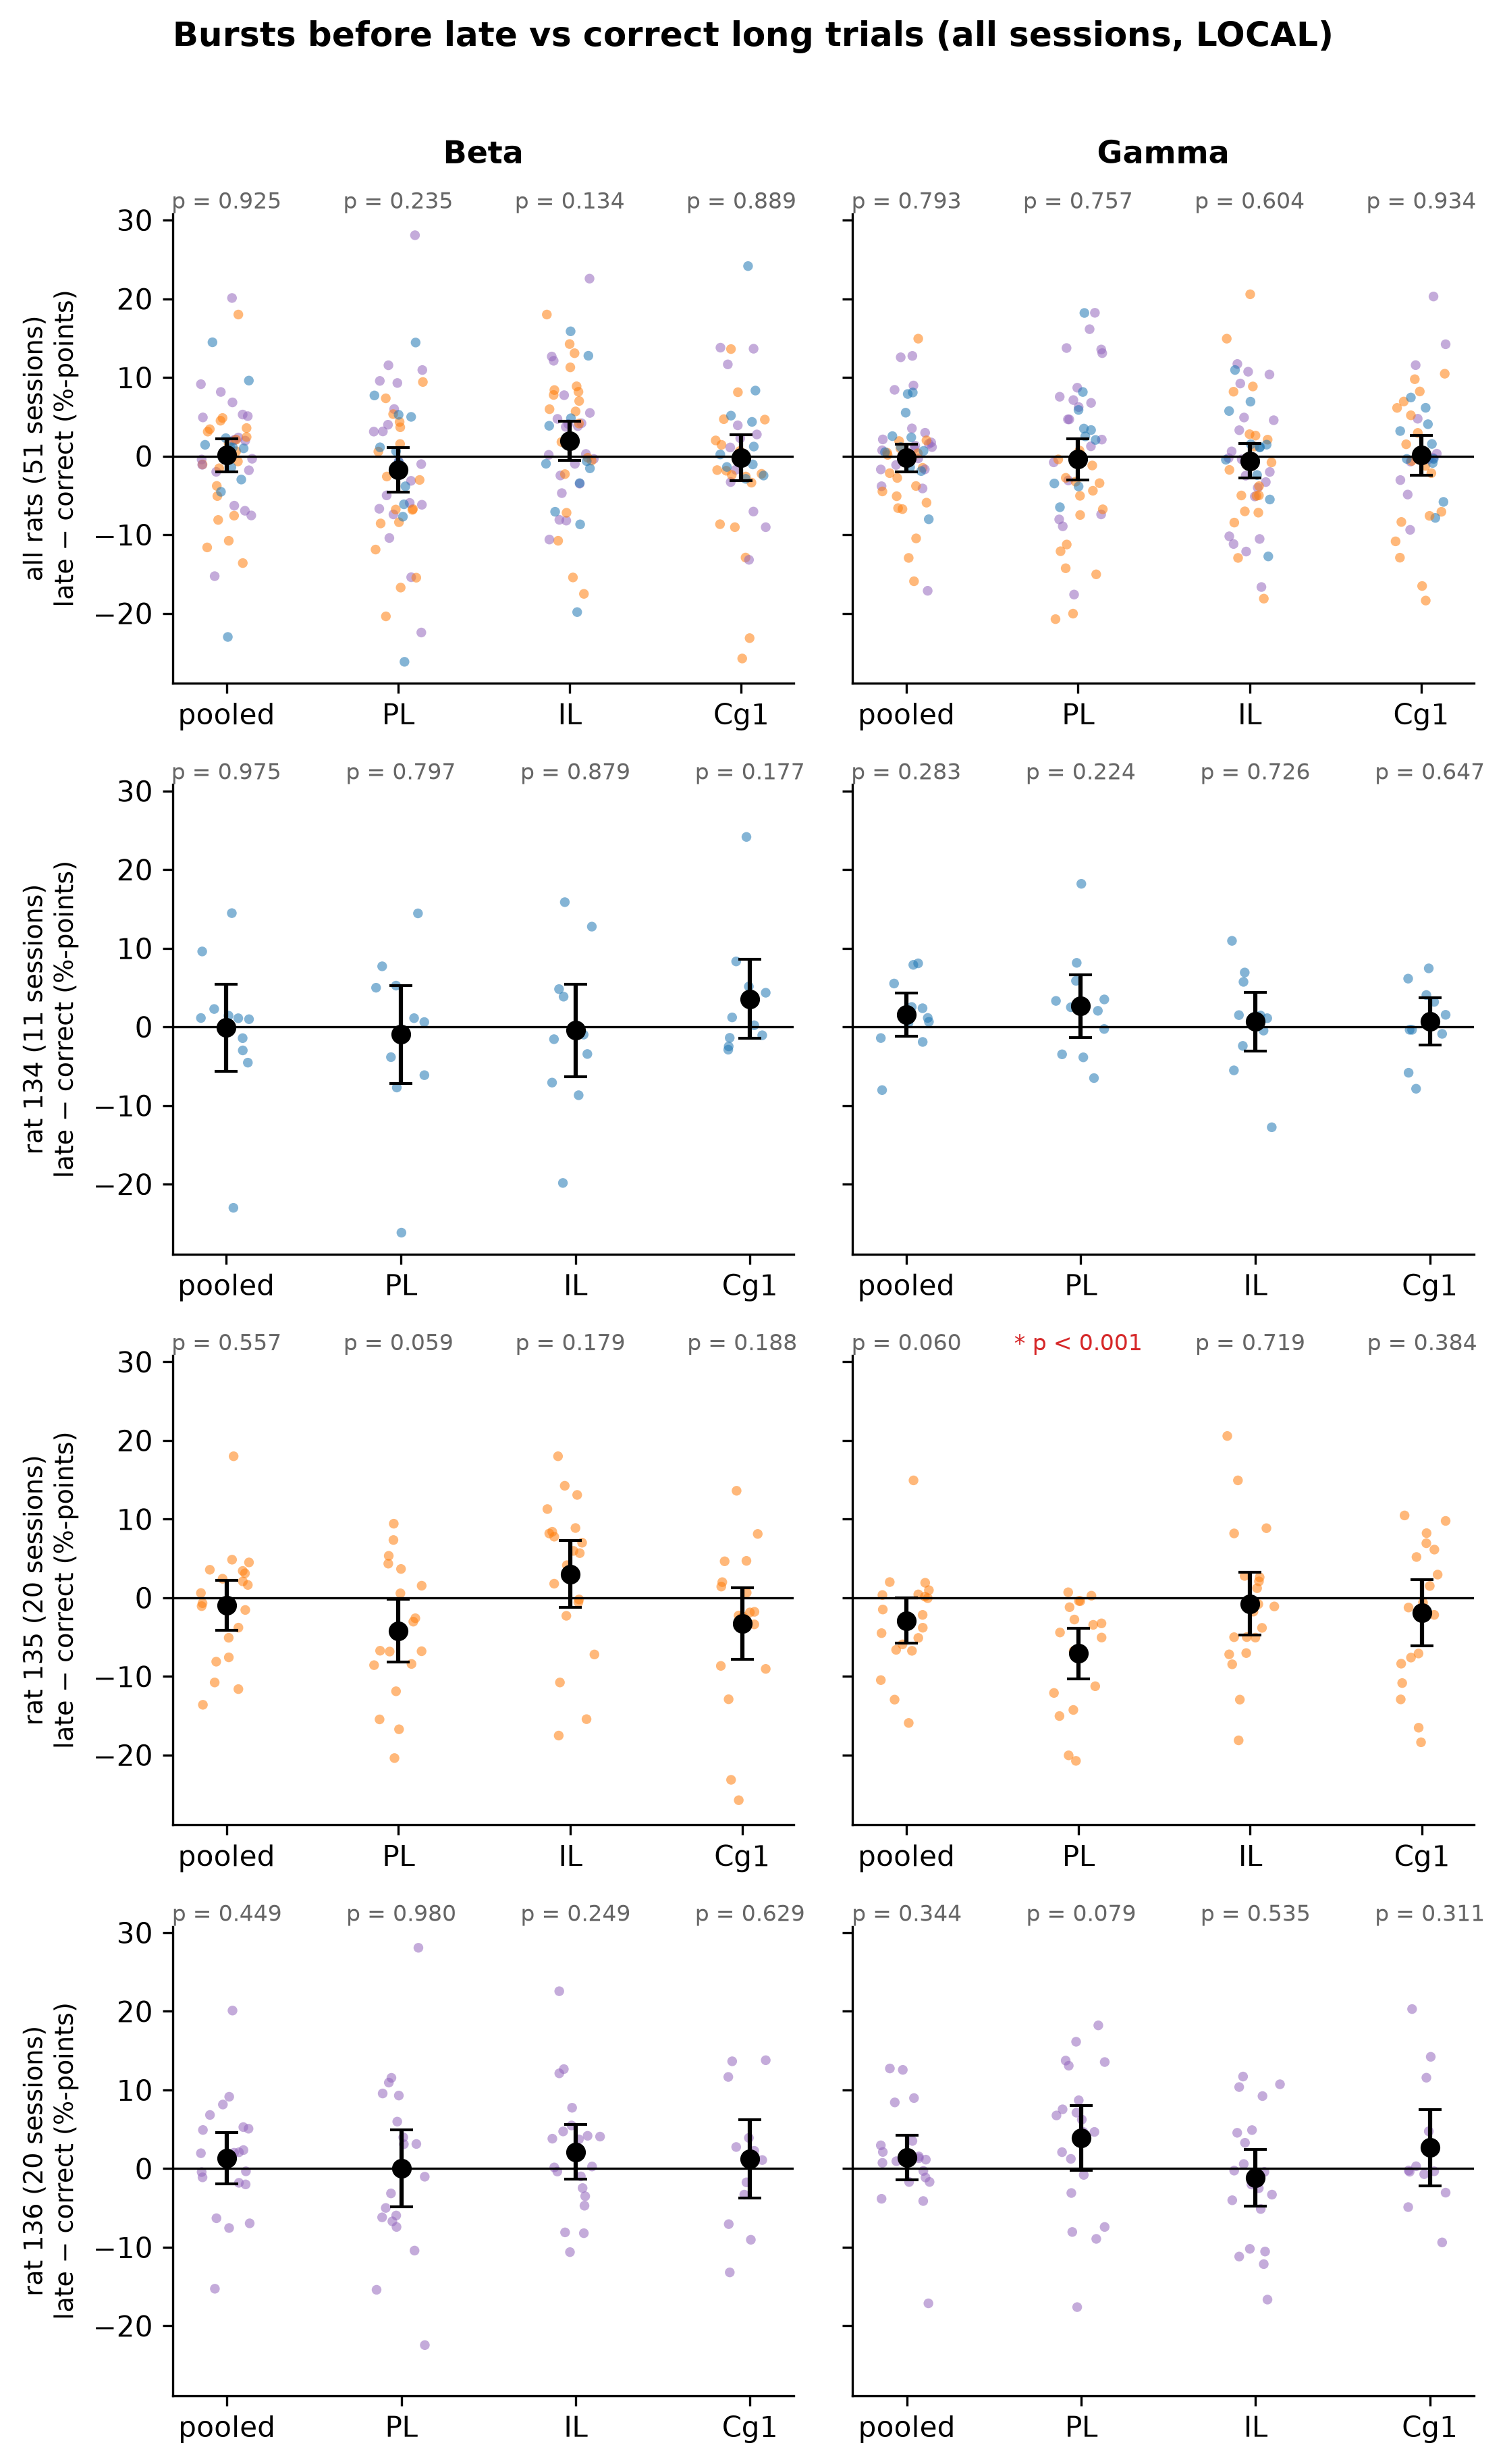 Bursts before late vs correct long trials (all sessions, LOCAL)
Beta
Gamma
p = 0.925 p = 0.235 p = 0.134 p = 0.889
p = 0.793 p = 0.757 p = 0.604 p = 0.934
all rats (51 sessions)
late − correct (%-points)
30
20
10
0
−10
−20
pooled PL IL Cg1
pooled PL IL Cg1
p = 0.975 p = 0.797 p = 0.879 p = 0.177
p = 0.283 p = 0.224 p = 0.726 p = 0.647
rat 134 (11 sessions)
late − correct (%-points)
30
20
10
0
−10
−20
pooled PL IL Cg1
pooled PL IL Cg1
p = 0.557 p = 0.059 p = 0.179 p = 0.188
p = 0.060 * p < 0.001 p = 0.719 p = 0.384
rat 135 (20 sessions)
late − correct (%-points)
30
20
10
0
−10
−20
pooled PL IL Cg1
pooled PL IL Cg1
p = 0.449 p = 0.980 p = 0.249 p = 0.629
p = 0.344 p = 0.079 p = 0.535 p = 0.311
rat 136 (20 sessions)
late − correct (%-points)
30
20
10
0
−10
−20
pooled PL IL Cg1
pooled PL IL Cg1